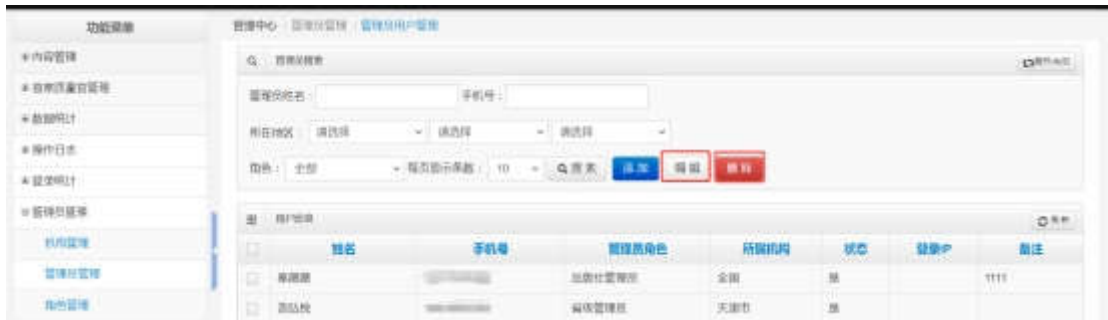 功能菜单
管理中心 管理员管理 管理员用户管理
内容管理
管理员搜索
管理员姓名： 手机号：
数据统计
所在地区： 请选择 请选择 请选择
操作日志
角色： 全部 每页显示条数： 10 搜索 添加 编辑 删除
登录统计
管理员管理
用户管理
机构管理
姓名 手机号 管理员角色 所属机构 状态 登录IP 备注
管理员管理
出版社管理员 全国 是 1111
角色管理
省级管理员 天津市 是